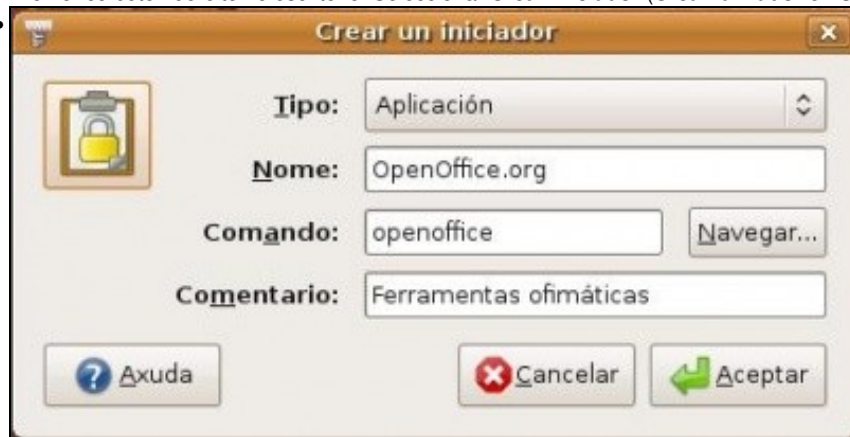 Crear un iniciador
Tipo: Aplicación
Nome: OpenOffice.org
Comando: openoffice Navegar...
Comentario: Ferramentas ofimáticas
Axuda Cancelar Aceptar